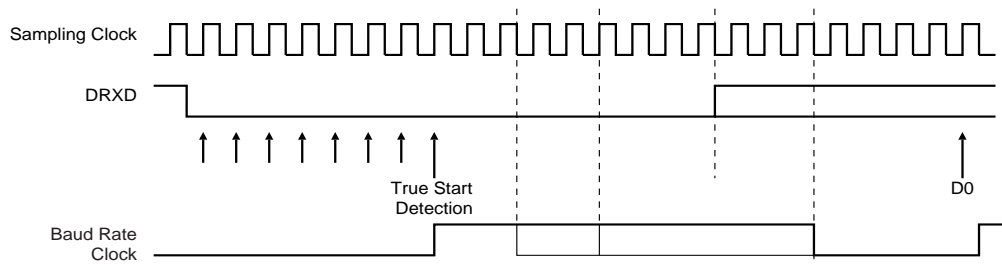 Sampling Clock
DRXD
True Start
Detection
D0
Baud Rate
Clock